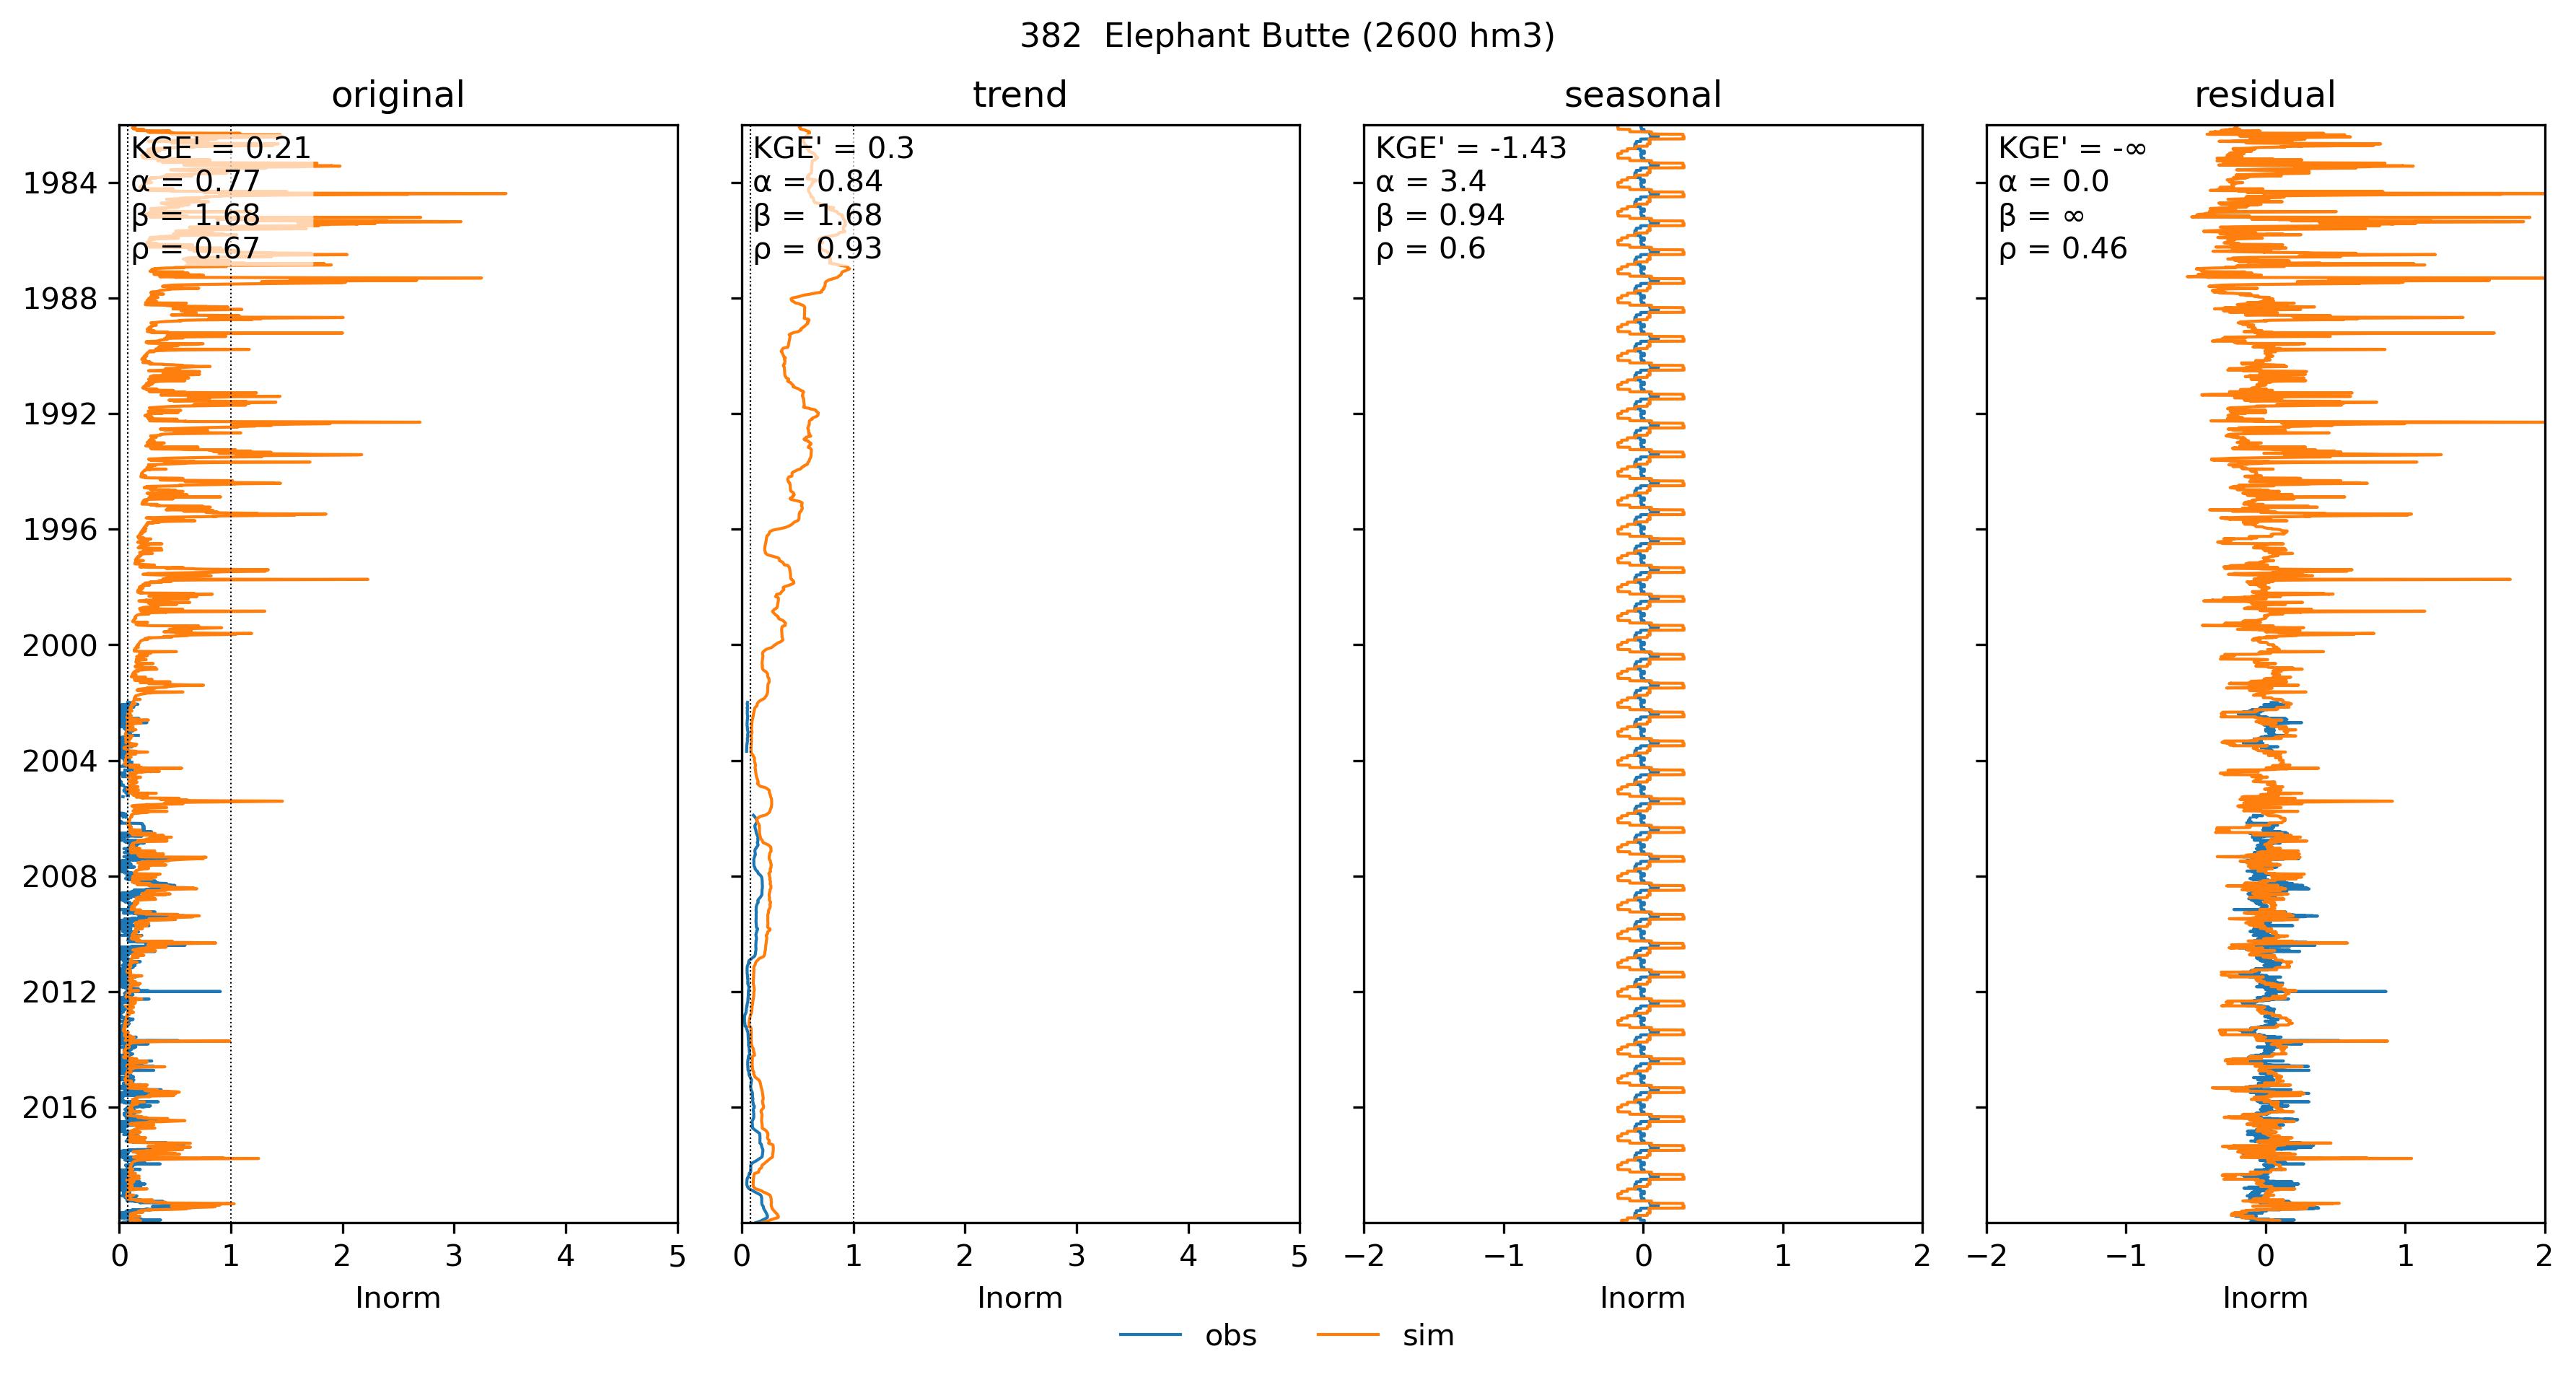 382  Elephant Butte (2600 hm3)
original
trend
seasonal
residual
KGE' = 0.21
α = 0.77
β = 1.68
ρ = 0.67
KGE' = 0.3
α = 0.84
β = 1.68
ρ = 0.93
KGE' = -1.43
α = 3.4
β = 0.94
ρ = 0.6
KGE' = -∞
α = 0.0
β = ∞
ρ = 0.46
1984
1988
1992
1996
2000
2004
2008
2012
2016
0 1 2 3 4 5
0 1 2 3 4 5
−2 −1 0 1 2
−2 −1 0 1 2
Inorm
Inorm
Inorm
Inorm
obs
sim